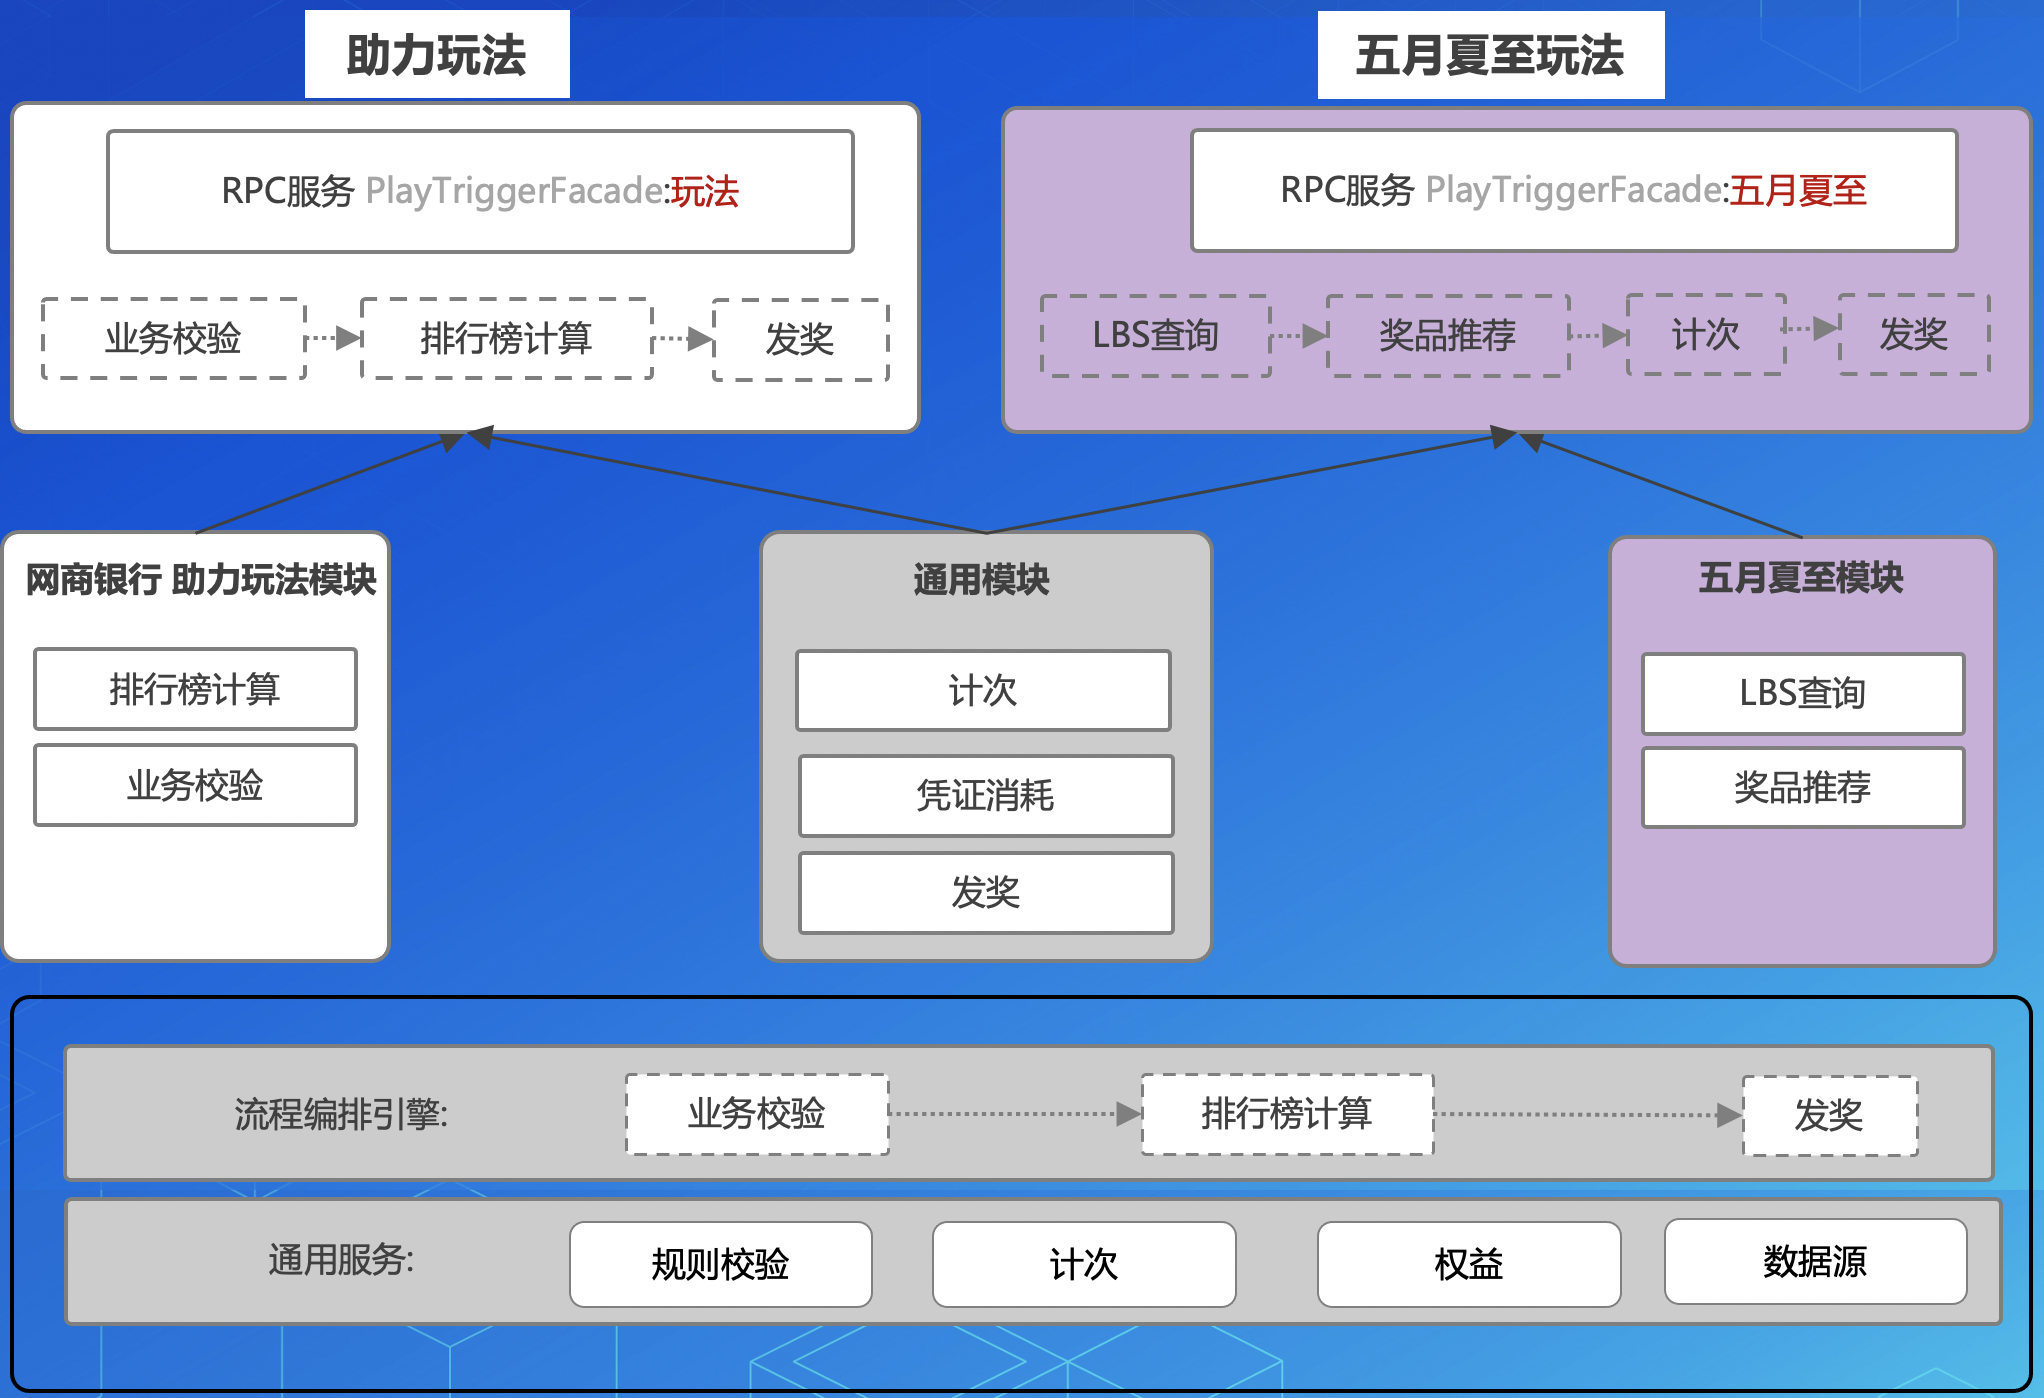 助力玩法
五月夏至玩法
RPC服务 PlayTriggerFacade:玩法
RPC服务 PlayTriggerFacade:五月夏至
业务校验
排行榜计算
发奖
LBS查询
奖品推荐
计次
发奖
网商银行 助力玩法模块
排行榜计算
业务校验
通用模块
计次
凭证消耗
发奖
五月夏至模块
LBS查询
奖品推荐
流程编排引擎:
业务校验
排行榜计算
发奖
通用服务:
规则校验
计次
权益
数据源